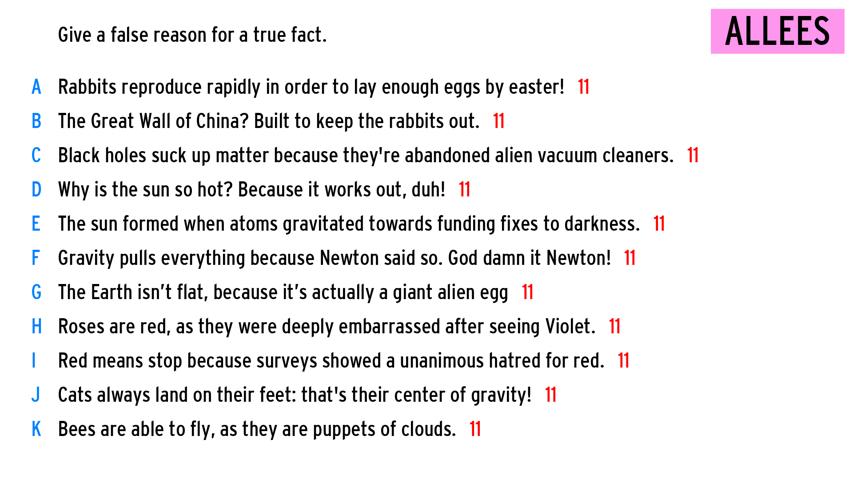 Give a false reason for a true fact.
ALLEES
A Rabbits reproduce rapidly in order to lay enough eggs by easter! 11
B The Great Wall of China? Built to keep the rabbits out. 11
C Black holes suck up matter because they're abandoned alien vacuum cleaners. 11
D Why is the sun so hot? Because it works out, duh! 11
E The sun formed when atoms gravitated towards funding fixes to darkness. 11
F Gravity pulls everything because Newton said so. God damn it Newton! 11
G The Earth isn’t flat, because it’s actually a giant alien egg 11
H Roses are red, as they were deeply embarrassed after seeing Violet. 11
I Red means stop because surveys showed a unanimous hatred for red. 11
J Cats always land on their feet: that's their center of gravity! 11
K Bees are able to fly, as they are puppets of clouds. 11